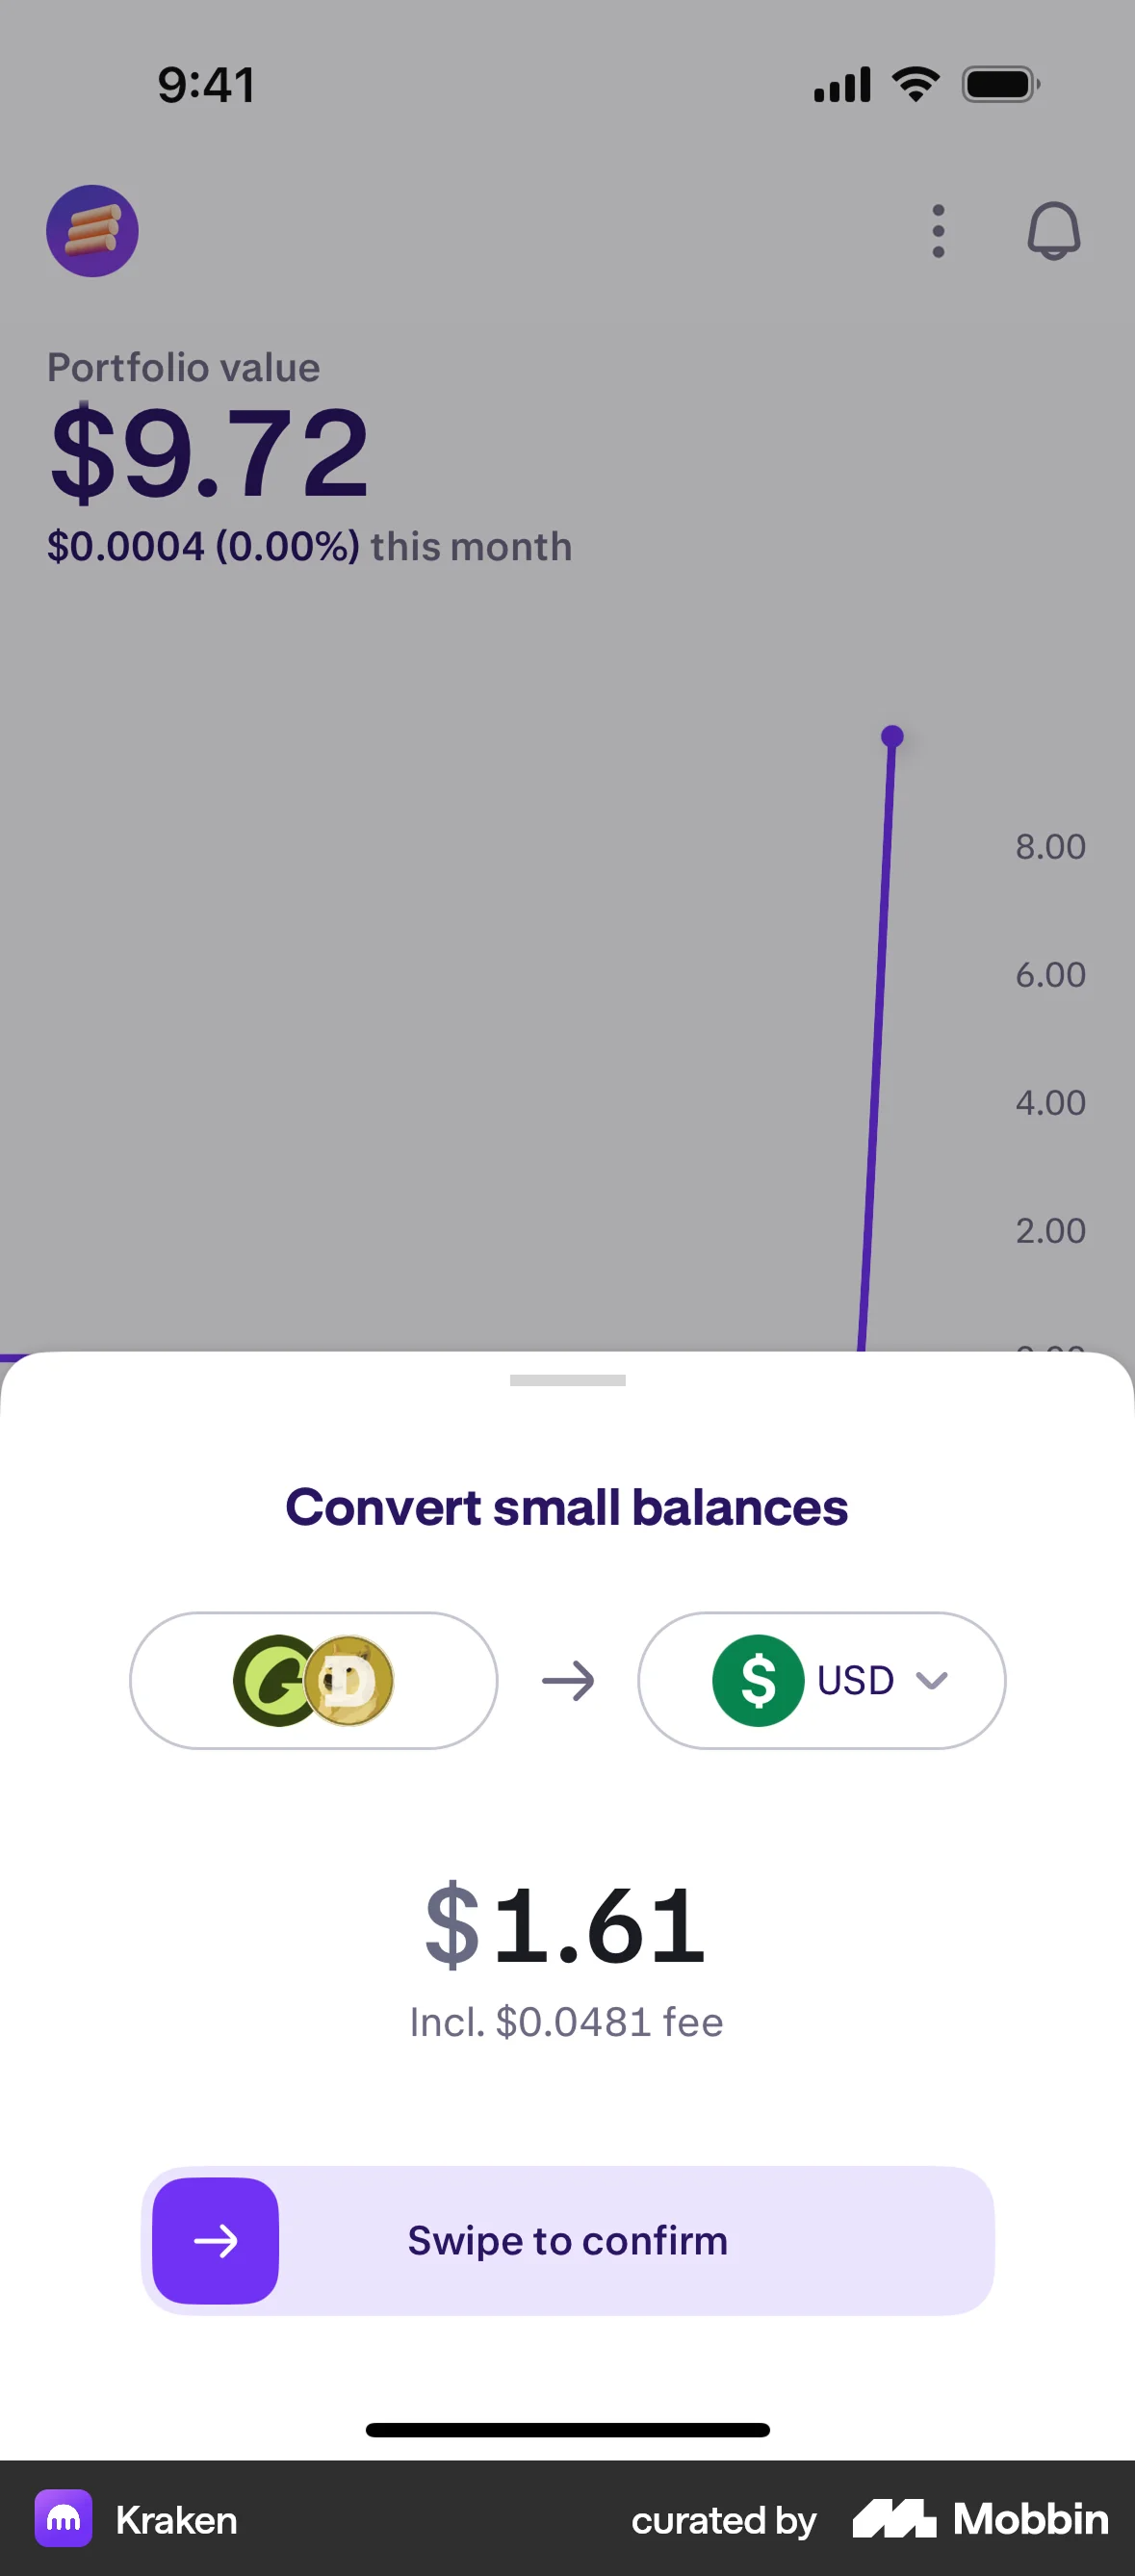 9:41
Portfolio value
$9.72
$0.0004 (0.00%) this month
8.00
6.00
4.00
2.00
Convert small balances
D
$ USD
$1.61
Incl. $0.0481 fee
Swipe to confirm
Kraken
curated by Mobbin